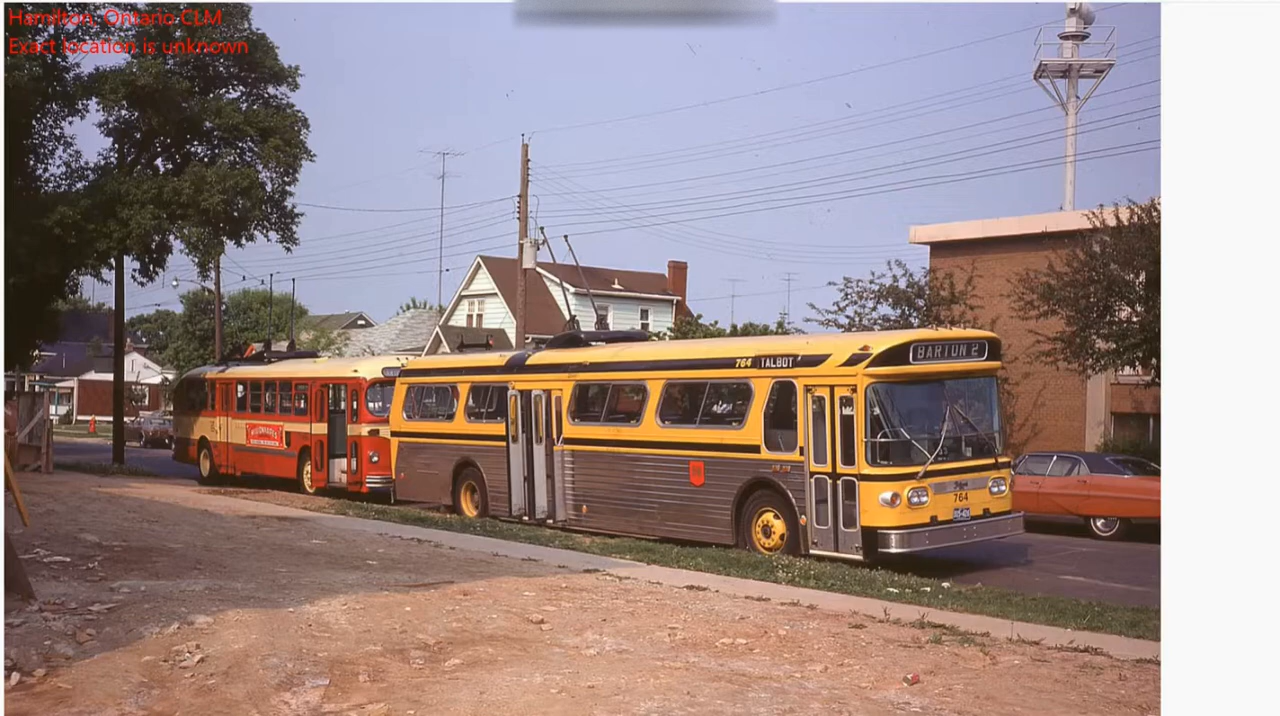 Hamilton, Ontario CLM
Exact location is unknown
764 TALBOT
BARTON 2
764